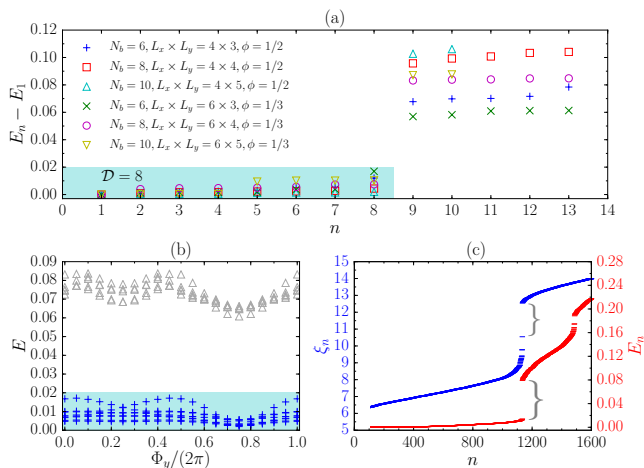 (a)
E_n − E_1
0.12
0.10
0.08
0.06
0.04
0.02
0.00
N_b = 6, L_x × L_y = 4 × 3, ϕ = 1/2
N_b = 8, L_x × L_y = 4 × 4, ϕ = 1/2
N_b = 10, L_x × L_y = 4 × 5, ϕ = 1/2
N_b = 6, L_x × L_y = 6 × 3, ϕ = 1/3
N_b = 8, L_x × L_y = 6 × 4, ϕ = 1/3
N_b = 10, L_x × L_y = 6 × 5, ϕ = 1/3
𝒟 = 8
0 1 2 3 4 5 6 7 8 9 10 11 12 13 14
n
(b)
E
0.09
0.08
0.07
0.06
0.05
0.04
0.03
0.02
0.01
0.00
0.0 0.2 0.4 0.6 0.8 1.0
Φ_y/(2π)
(c)
ξ_n
15
14
13
12
11
10
9
8
7
6
5
}
}
0.28
0.24
0.20
0.16
0.12
0.08
0.04
0.00
E_n
0 400 800 1200 1600
n